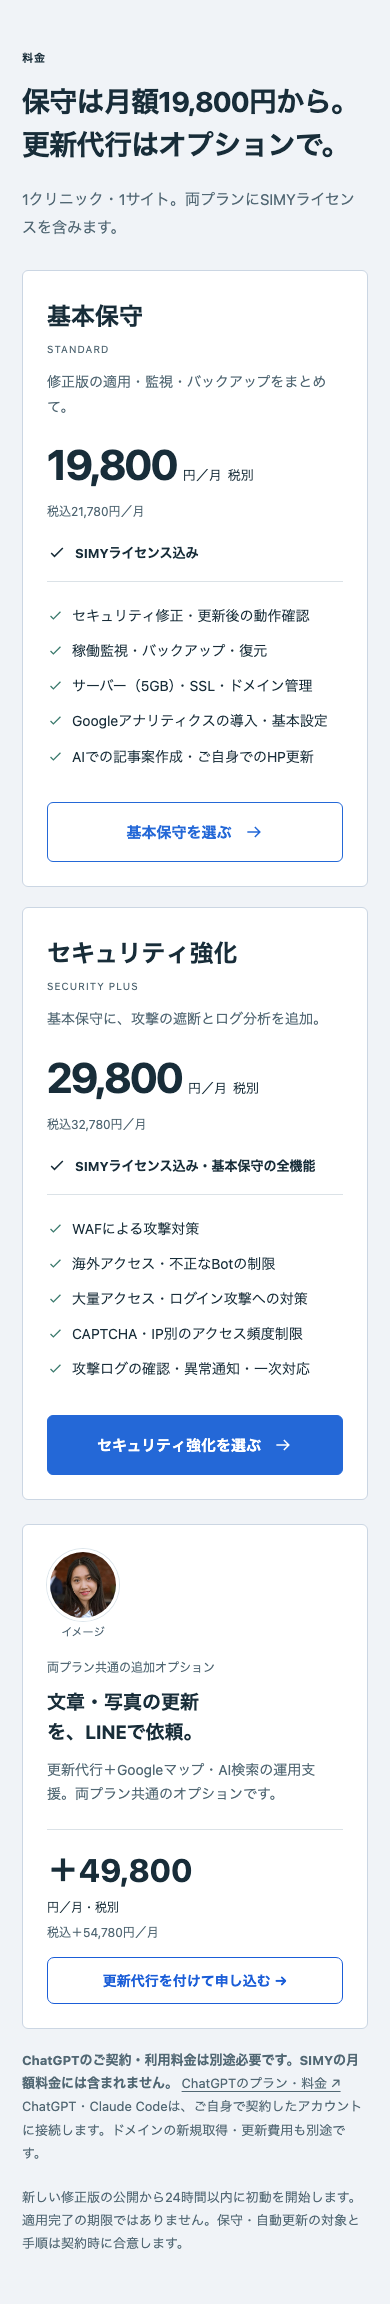 料金
保守は月額19,800円から。
更新代行はオプションで。
1クリニック・1サイト。両プランにSIMYライセン
スを含みます。
基本保守
STANDARD
修正版の適用・監視・バックアップをまとめ
て。
19,800 円／月 税別
税込21,780円／月
✓ SIMYライセンス込み
✓ セキュリティ修正・更新後の動作確認
✓ 稼働監視・バックアップ・復元
✓ サーバー（5GB）・SSL・ドメイン管理
✓ Googleアナリティクスの導入・基本設定
✓ AIでの記事案作成・ご自身でのHP更新
基本保守を選ぶ →
セキュリティ強化
SECURITY PLUS
基本保守に、攻撃の遮断とログ分析を追加。
29,800 円／月 税別
税込32,780円／月
✓ SIMYライセンス込み・基本保守の全機能
✓ WAFによる攻撃対策
✓ 海外アクセス・不正なBotの制限
✓ 大量アクセス・ログイン攻撃への対策
✓ CAPTCHA・IP別のアクセス頻度制限
✓ 攻撃ログの確認・異常通知・一次対応
セキュリティ強化を選ぶ →
イメージ
両プラン共通の追加オプション
文章・写真の更新
を、LINEで依頼。
更新代行＋Googleマップ・AI検索の運用支
援。両プラン共通のオプションです。
＋49,800
円／月・税別
税込＋54,780円／月
更新代行を付けて申し込む →
ChatGPTのご契約・利用料金は別途必要です。SIMYの月
額料金には含まれません。 ChatGPTのプラン・料金 ↗
ChatGPT・Claude Codeは、ご自身で契約したアカウント
に接続します。ドメインの新規取得・更新費用も別途で
す。
新しい修正版の公開から24時間以内に初動を開始します。
適用完了の期限ではありません。保守・自動更新の対象と
手順は契約時に合意します。